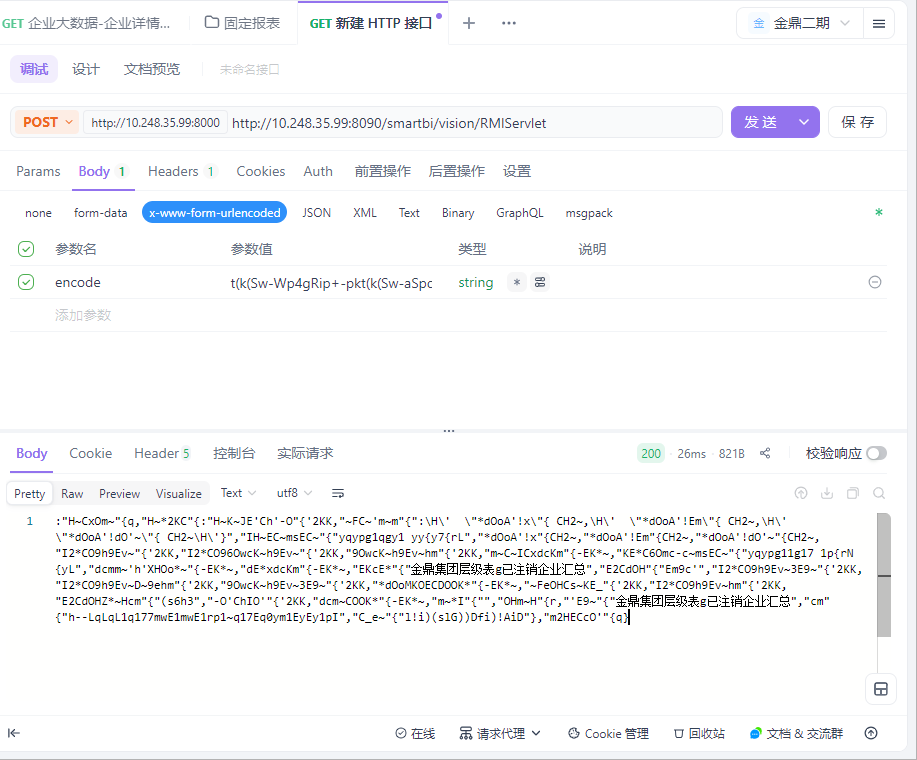 GET 企业大数据-企业详情... 固定报表 GET 新建 HTTP 接口 金 金鼎二期
调试 设计 文档预览 未命名接口
POST http://10.248.35.99:8000 http://10.248.35.99:8090/smartbi/vision/RMIServlet 发 送 保 存
Params Body 1 Headers 1 Cookies Auth 前置操作 后置操作 设置
none form-data x-www-form-urlencoded JSON XML Text Binary GraphQL msgpack
参数名 参数值 类型 说明
encode t(k(Sw-Wp4gRip+-pkt(k(Sw-aSpc string
添加参数
Body Cookie Header 5 控制台 实际请求 200 26ms 821B 校验响应
Pretty Raw Preview Visualize Text utf8
1 :"H~CxOm~"{q,"H~*2KC"{:"H~K~JE'Ch'-O"{'2KK,"~FC~'m~m"{":\H\'  \"*dOoA'!x\"{ CH2~,\H\'  \"*dOoA'!Em\"{ CH2~,\H\'
\"*dOoA'!dO'~\"{ CH2~\H\'}","IH~EC~msEC~"{"yqypg1qgy1 yy{y7{rL","*dOoA'!x"{CH2~,"*dOoA'!Em"{CH2~,"*dOoA'!dO'~"{CH2~,
"I2*CO9h9Ev~"{'2KK,"I2*CO96OwcK~h9Ev~"{'2KK,"9OwcK~h9Ev~hm"{'2KK,"m~C~ICxdcKm"{-EK*~,"KE*C6Omc-c~msEC~"{"yqypg11g17 1p{rN
{yL","dcmm~'h'XHOo*~"{-EK*~,"dE*xdcKm"{-EK*~,"EKcE*"{"金鼎集团层级表g已注销企业汇总","E2CdOH"{"Em9c'","I2*CO9h9Ev~3E9~"{'2KK,
"I2*CO9h9Ev~D~9ehm"{'2KK,"9OwcK~h9Ev~3E9~"{'2KK,"*dOoMKOECDOOK*"{-EK*~,"~FeOHCs~KE_~"{'2KK,"I2*CO9h9Ev~hm"{'2KK,
"E2CdOHZ*~Hcm"{"(s6h3","-O'ChIO'"{'2KK,"dcm~COOK*"{-EK*~,"m~*I"{"","OHm~H"{r,"'E9~"{"金鼎集团层级表g已注销企业汇总","cm"
{"h--LqLqL1q177mwE1mwE1rp1~q17Eq0ym1EyEy1pI","C_e~"{"l!i)(slG))Dfi)!AiD"},"m2HECcO'"{q}
在线 请求代理 Cookie 管理 回收站 文档 & 交流群